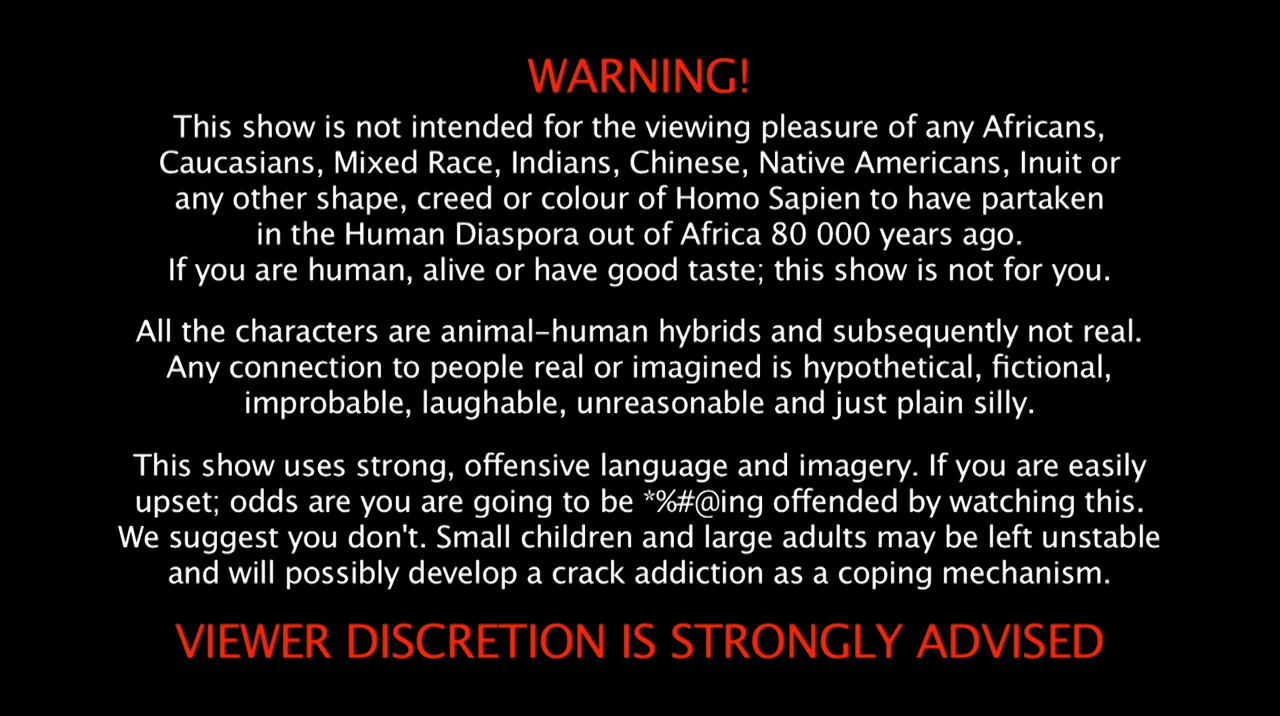 WARNING!
This show is not intended for the viewing pleasure of any Africans,
Caucasians, Mixed Race, Indians, Chinese, Native Americans, Inuit or
any other shape, creed or colour of Homo Sapien to have partaken
in the Human Diaspora out of Africa 80 000 years ago.
If you are human, alive or have good taste; this show is not for you.
All the characters are animal–human hybrids and subsequently not real.
Any connection to people real or imagined is hypothetical, fictional,
improbable, laughable, unreasonable and just plain silly.
This show uses strong, offensive language and imagery. If you are easily
upset; odds are you are going to be *%#@ing offended by watching this.
We suggest you don't. Small children and large adults may be left unstable
and will possibly develop a crack addiction as a coping mechanism.
VIEWER DISCRETION IS STRONGLY ADVISED